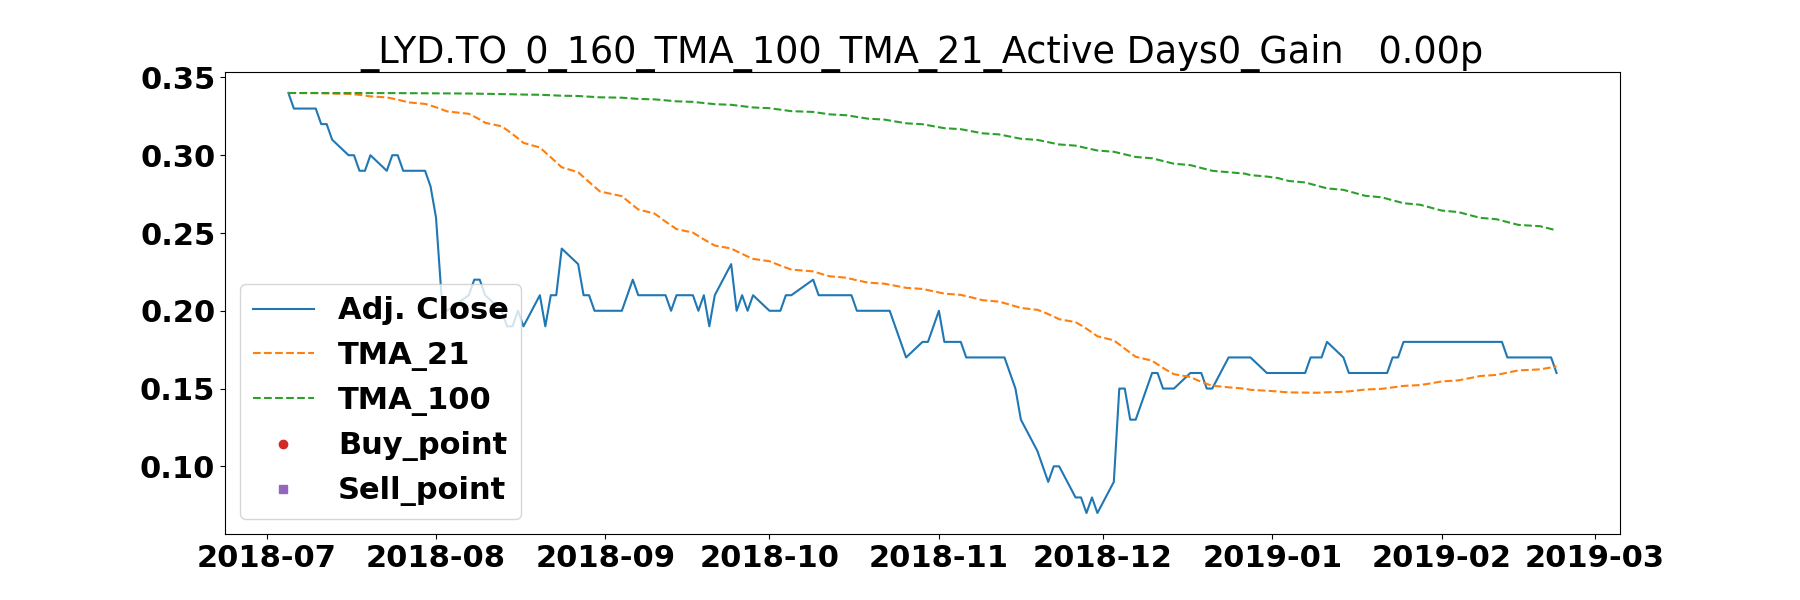 _LYD.TO_0_160_TMA_100_TMA_21_Active Days0_Gain   0.00p
0.35
0.30
0.25
0.20
0.15
0.10
Adj. Close
TMA_21
TMA_100
Buy_point
Sell_point
2018-07 2018-08 2018-09 2018-10 2018-11 2018-12 2019-01 2019-02 2019-03